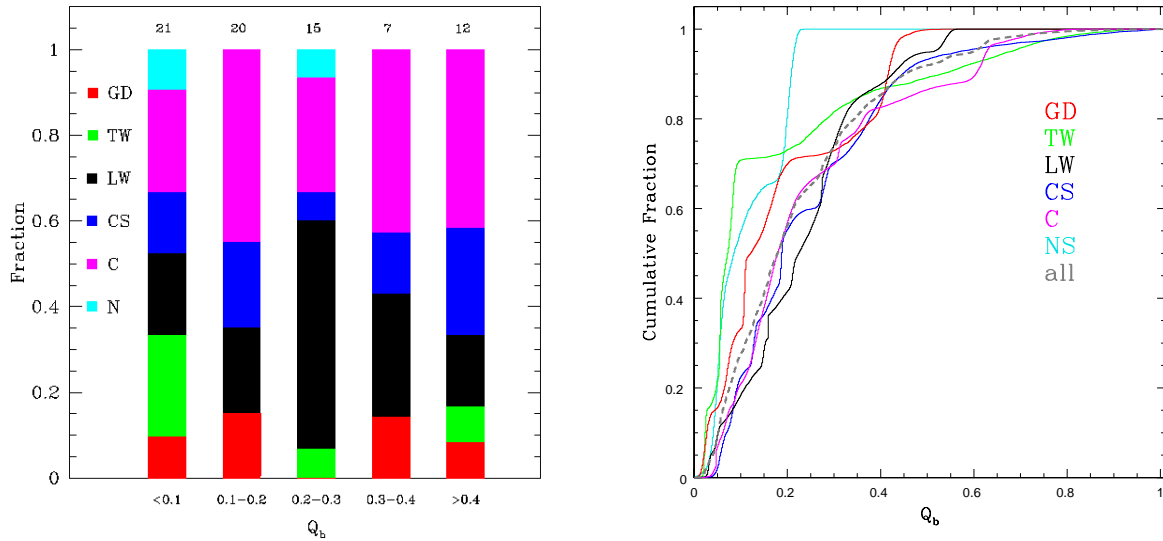 21 20 15 7 12
1
0.8
0.6
0.4
0.2
0
Fraction
GD
TW
LW
CS
C
N
<0.1 0.1−0.2 0.2−0.3 0.3−0.4 >0.4
Q_b
1
0.8
0.6
0.4
0.2
0
Cumulative Fraction
GD
TW
LW
CS
C
NS
all
0 0.2 0.4 0.6 0.8 1
Q_b